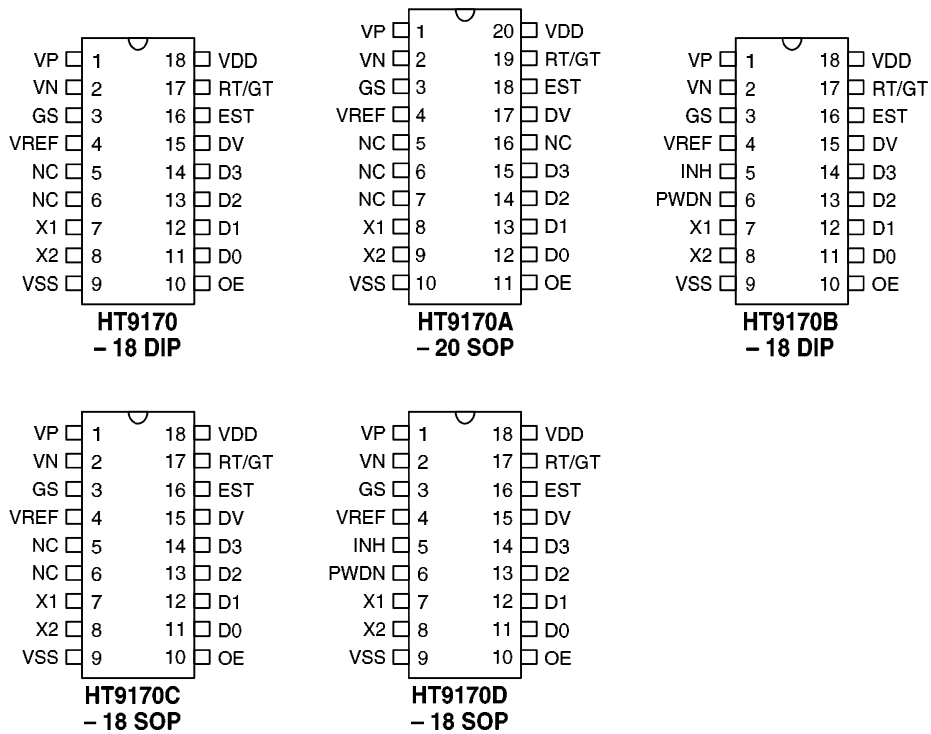 VP 1 18 VDD
VN 2 17 RT/GT
GS 3 16 EST
VREF 4 15 DV
NC 5 14 D3
NC 6 13 D2
X1 7 12 D1
X2 8 11 D0
VSS 9 10 OE
HT9170
– 18 DIP
VP 1 20 VDD
VN 2 19 RT/GT
GS 3 18 EST
VREF 4 17 DV
NC 5 16 NC
NC 6 15 D3
NC 7 14 D2
X1 8 13 D1
X2 9 12 D0
VSS 10 11 OE
HT9170A
– 20 SOP
VP 1 18 VDD
VN 2 17 RT/GT
GS 3 16 EST
VREF 4 15 DV
INH 5 14 D3
PWDN 6 13 D2
X1 7 12 D1
X2 8 11 D0
VSS 9 10 OE
HT9170B
– 18 DIP
VP 1 18 VDD
VN 2 17 RT/GT
GS 3 16 EST
VREF 4 15 DV
NC 5 14 D3
NC 6 13 D2
X1 7 12 D1
X2 8 11 D0
VSS 9 10 OE
HT9170C
– 18 SOP
VP 1 18 VDD
VN 2 17 RT/GT
GS 3 16 EST
VREF 4 15 DV
INH 5 14 D3
PWDN 6 13 D2
X1 7 12 D1
X2 8 11 D0
VSS 9 10 OE
HT9170D
– 18 SOP